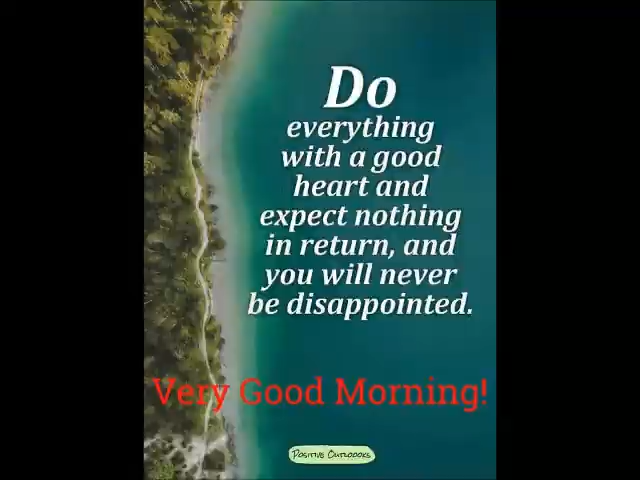 Do
everything
with a good
heart and
expect nothing
in return, and
you will never
be disappointed.
Very Good Morning!
Positive Outlooks